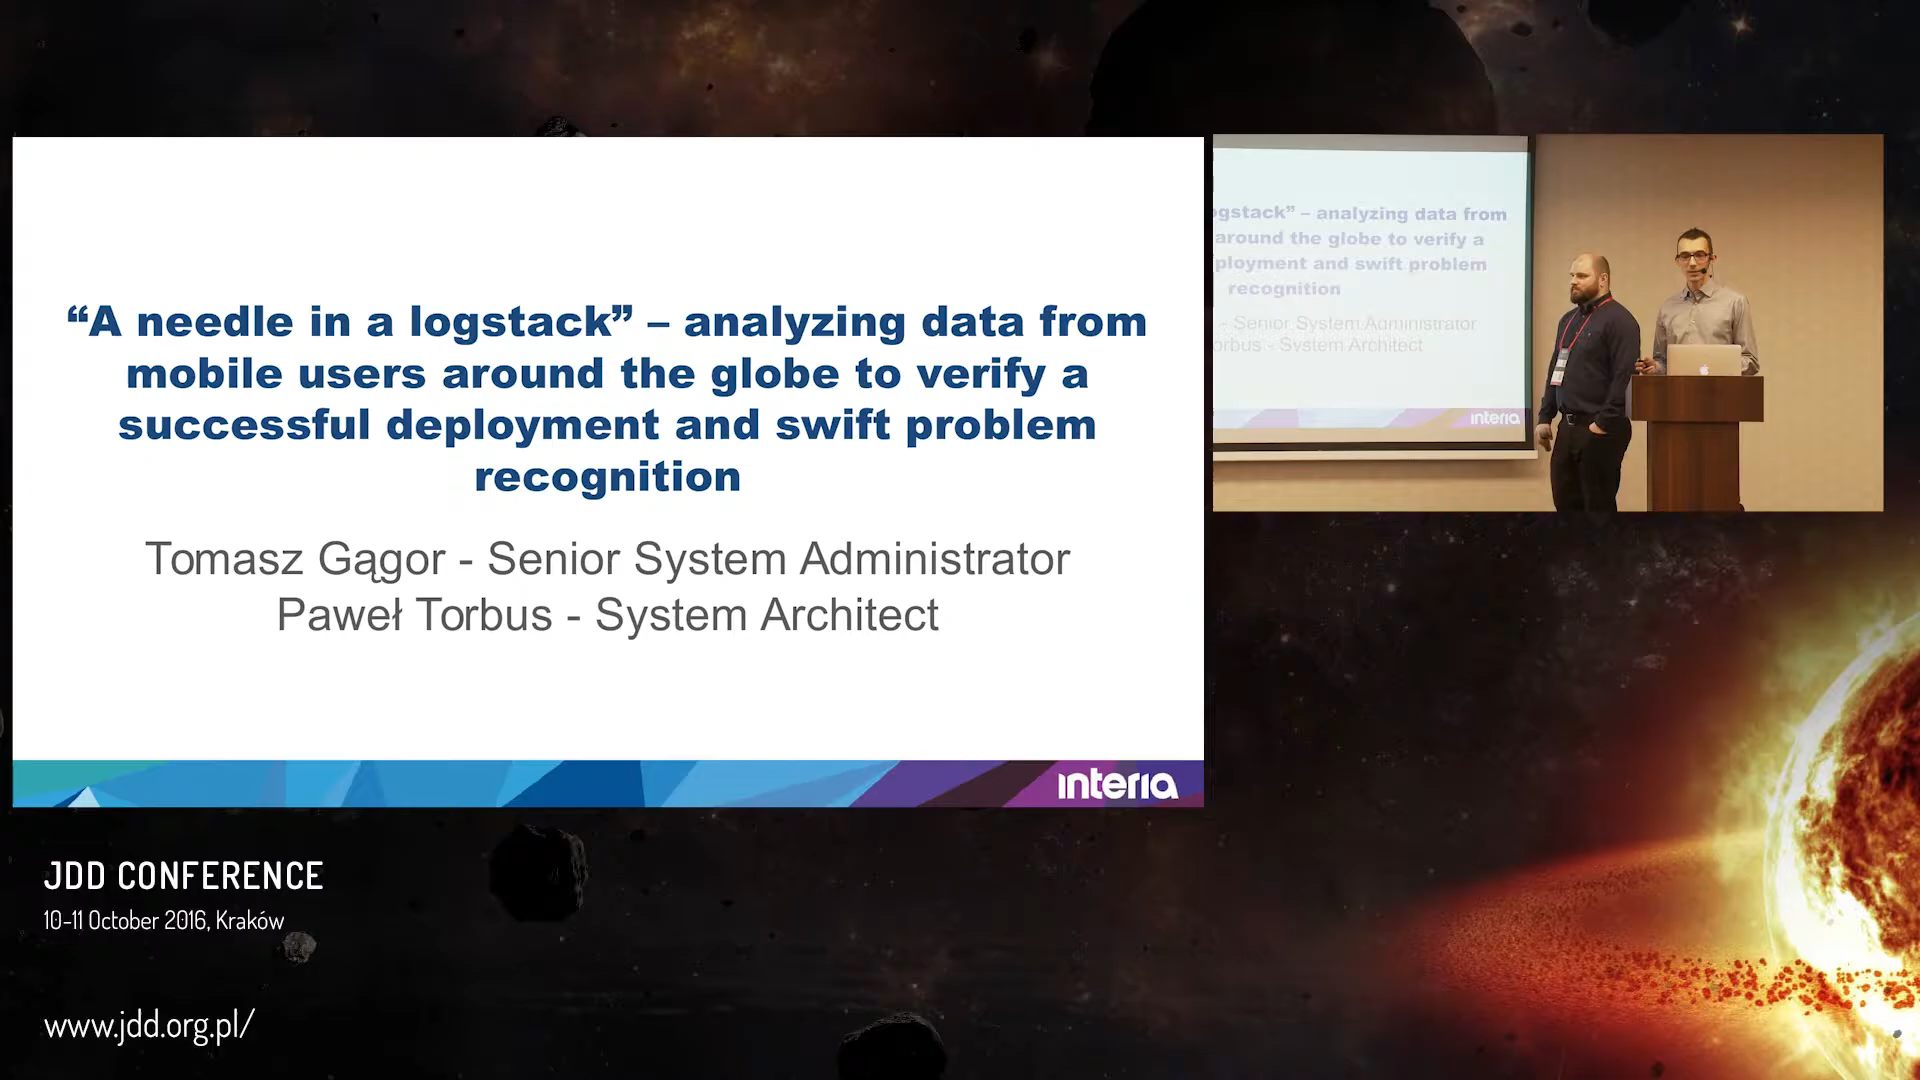 “A needle in a logstack” – analyzing data from
mobile users around the globe to verify a
successful deployment and swift problem
recognition
Tomasz Gągor - Senior System Administrator
Paweł Torbus - System Architect
interia
ogstack” – analyzing data from
around the globe to verify a
ployment and swift problem
recognition
- Senior System Administrator
orbus - System Architect
interia
JDD CONFERENCE
10-11 October 2016, Kraków
www.jdd.org.pl/